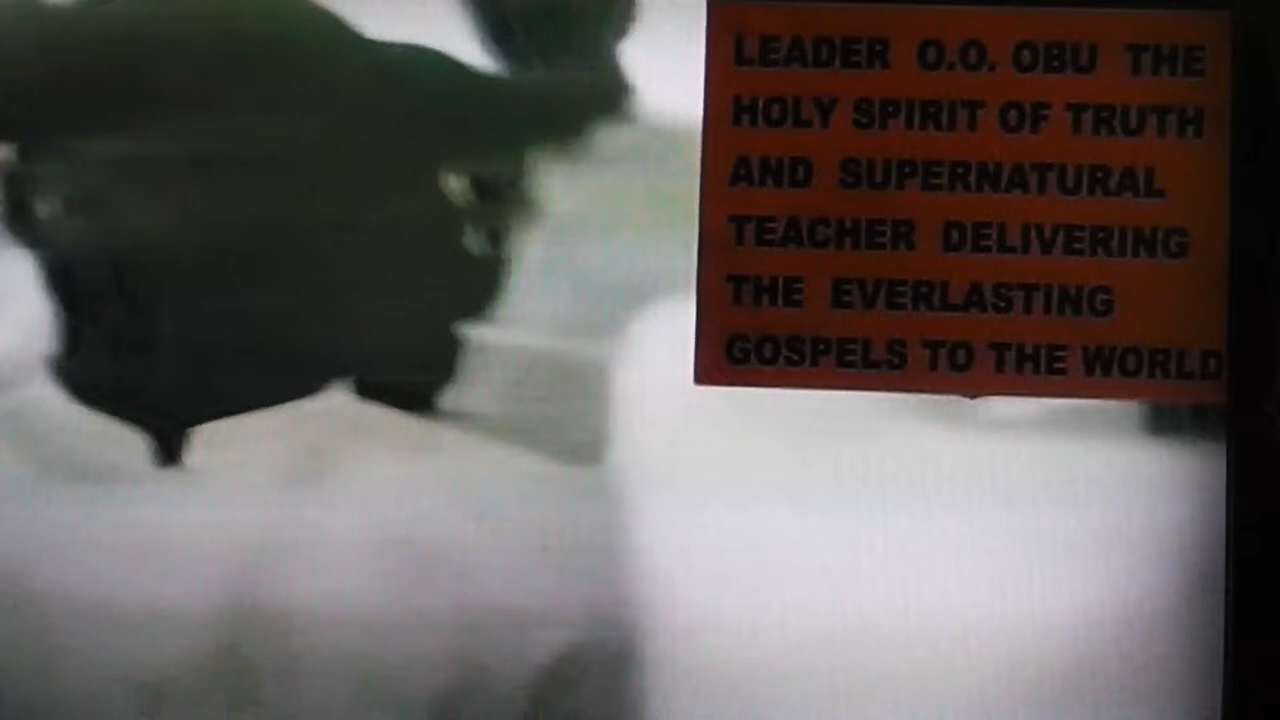 LEADER O.O. OBU THE
HOLY SPIRIT OF TRUTH
AND SUPERNATURAL
TEACHER DELIVERING
THE EVERLASTING
GOSPELS TO THE WORLD